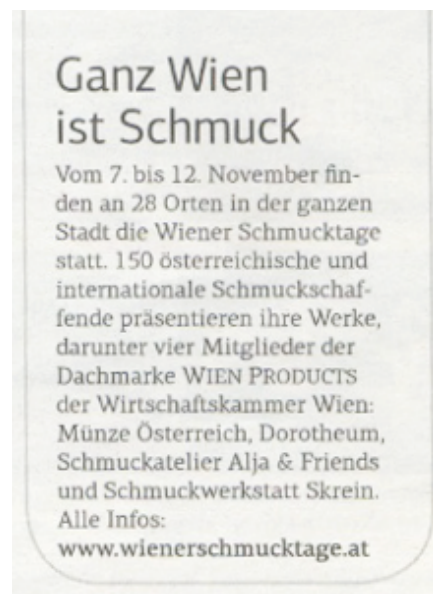 Ganz Wien
ist Schmuck
Vom 7. bis 12. November fin-
den an 28 Orten in der ganzen
Stadt die Wiener Schmucktage
statt. 150 österreichische und
internationale Schmuckschaf-
fende präsentieren ihre Werke,
darunter vier Mitglieder der
Dachmarke WIEN PRODUCTS
der Wirtschaftskammer Wien:
Münze Österreich, Dorotheum,
Schmuckatelier Alja & Friends
und Schmuckwerkstatt Skrein.
Alle Infos:
www.wienerschmucktage.at